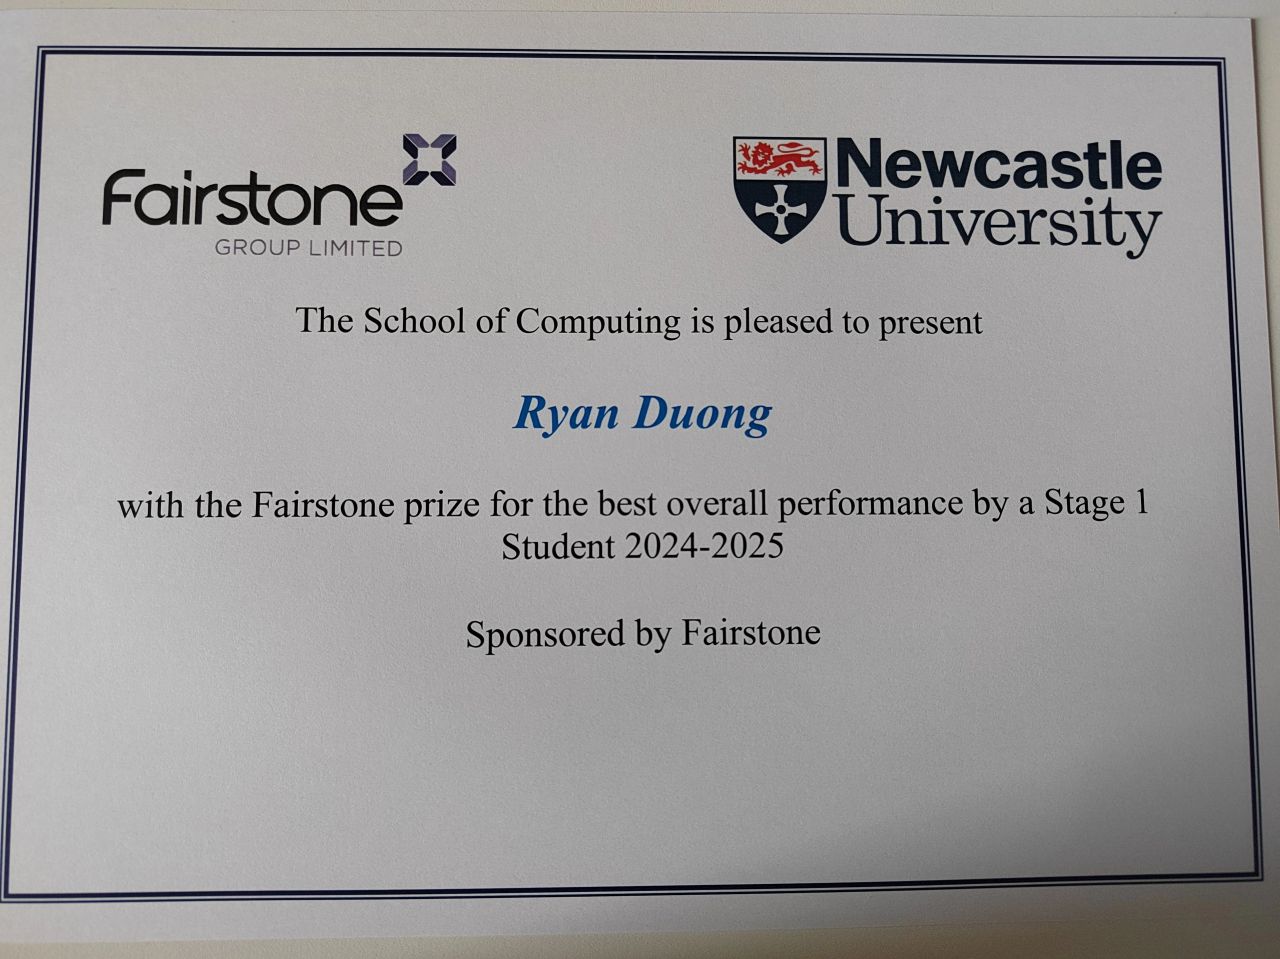 Fairstone
GROUP LIMITED
Newcastle
University
The School of Computing is pleased to present
Ryan Duong
with the Fairstone prize for the best overall performance by a Stage 1
Student 2024-2025
Sponsored by Fairstone